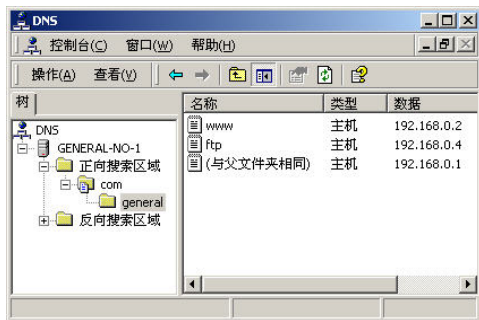 DNS
控制台(C) 窗口(W) 帮助(H)
操作(A) 查看(V)
树
名称 类型 数据
DNS
GENERAL-NO-1
正向搜索区域
com
general
反向搜索区域
www 主机 192.168.0.2
ftp 主机 192.168.0.4
(与父文件夹相同) 主机 192.168.0.1